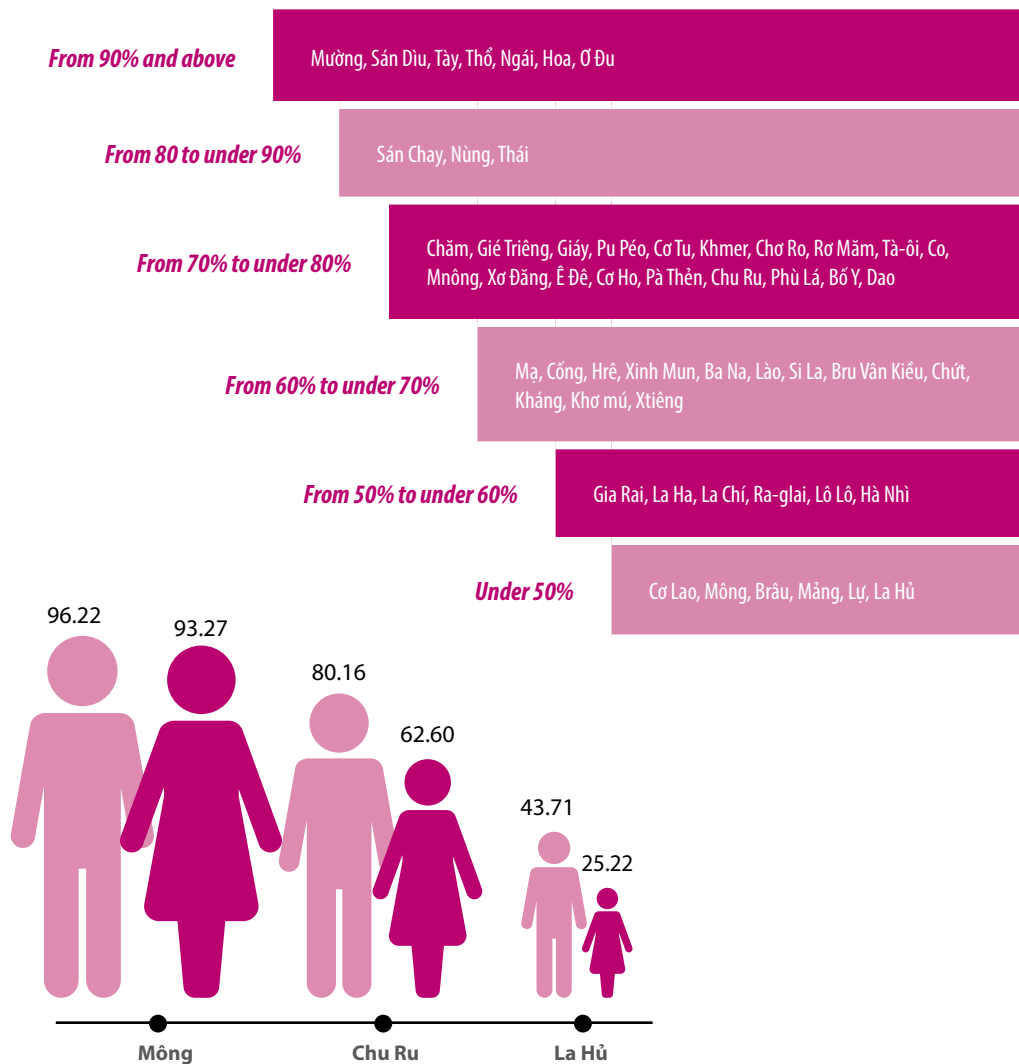 From 90% and above
Mường, Sán Dìu, Tày, Thổ, Ngái, Hoa, Ơ Đu
From 80 to under 90%
Sán Chay, Nùng, Thái
From 70% to under 80%
Chăm, Gié Triêng, Giáy, Pu Péo, Cơ Tu, Khmer, Chơ Ro, Rơ Măm, Tà-ôi, Co,
Mnông, Xơ Đăng, Ê Đê, Cơ Ho, Pà Thẻn, Chu Ru, Phù Lá, Bố Y, Dao
From 60% to under 70%
Mạ, Cống, Hrê, Xinh Mun, Ba Na, Lào, Si La, Bru Vân Kiều, Chứt,
Kháng, Khơ mú, Xtiêng
From 50% to under 60%
Gia Rai, La Ha, La Chí, Ra-glai, Lô Lô, Hà Nhì
Under 50%
Cơ Lao, Mông, Brâu, Mảng, Lự, La Hủ
96.22
93.27
80.16
62.60
43.71
25.22
Mông
Chu Ru
La Hủ